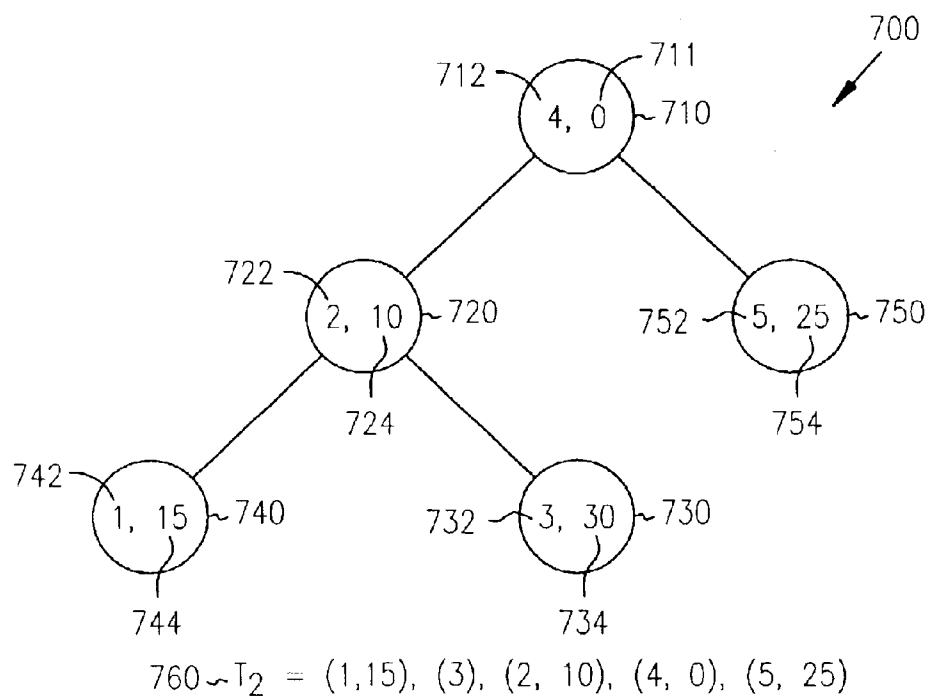 700
712 711
4, 0 710
722
2, 10 720
752 5, 25 750
724 754
742
1, 15 740
732 3, 30 730
744 734
760 T2 = (1,15), (3), (2, 10), (4, 0), (5, 25)